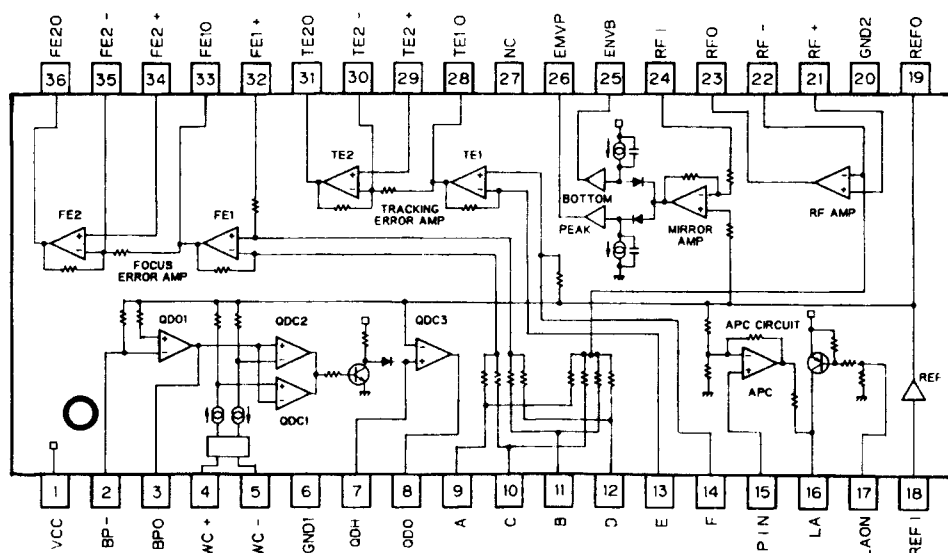 FE20 FE2- FE2+ FE10 FE1+ TE20 TE2- TE2+ TE10 NC EMVP ENVB RF I RFO RF- RF+ GND2 REFO
36 35 34 33 32 31 30 29 28 27 26 25 24 23 22 21 20 19
TE2 TE1
BOTTOM
RF AMP
TRACKING
ERROR AMP
PEAK
MIRROR
AMP
FE2 FE1
FOCUS
ERROR AMP
QDO1 QDC2 QDC3
APC CIRCUIT
APC
REF
QDC1
1 2 3 4 5 6 7 8 9 10 11 12 13 14 15 16 17 18
VCC BP- BPO WC+ WC- GND1 QDH QDO A C B D E F P IN LA LAON REF I